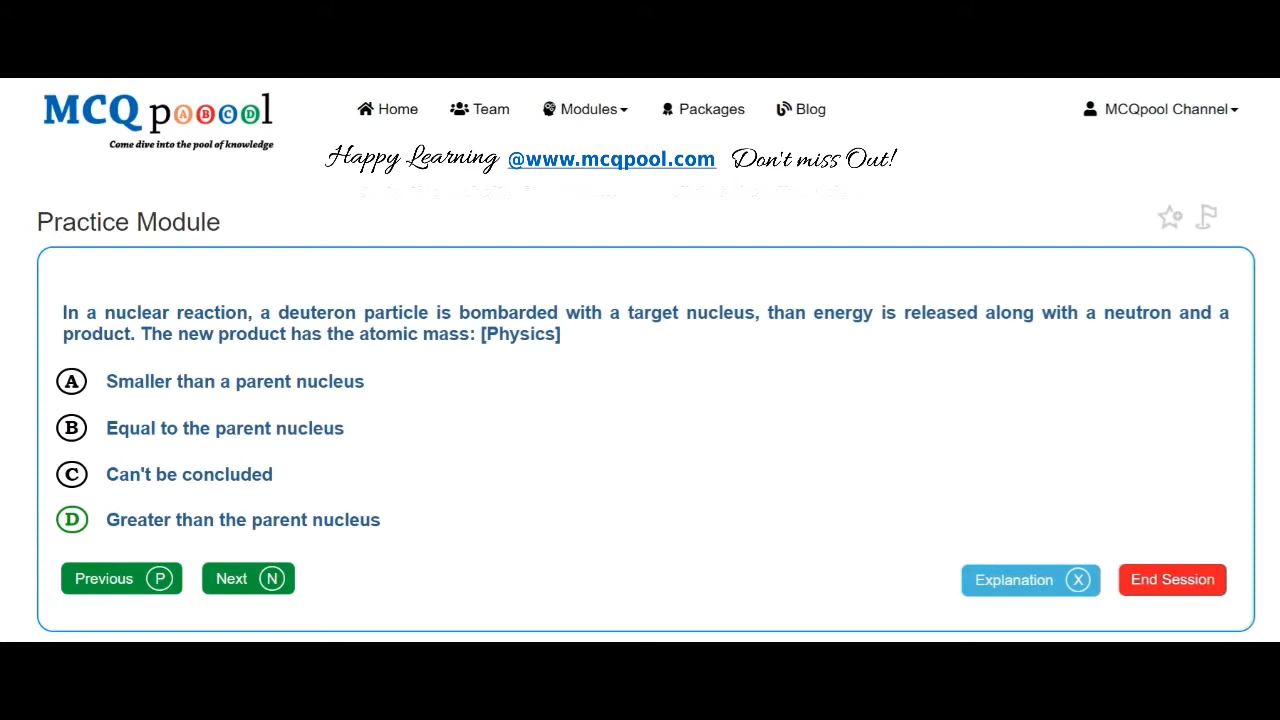 MCQ pooool
Come dive into the pool of knowledge
Home Team Modules Packages Blog MCQpool Channel
Happy Learning @www.mcqpool.com Don't miss Out!
Practice Module
In a nuclear reaction, a deuteron particle is bombarded with a target nucleus, than energy is released along with a neutron and a
product. The new product has the atomic mass: [Physics]
A Smaller than a parent nucleus
B Equal to the parent nucleus
C Can't be concluded
D Greater than the parent nucleus
Previous P Next N Explanation X End Session